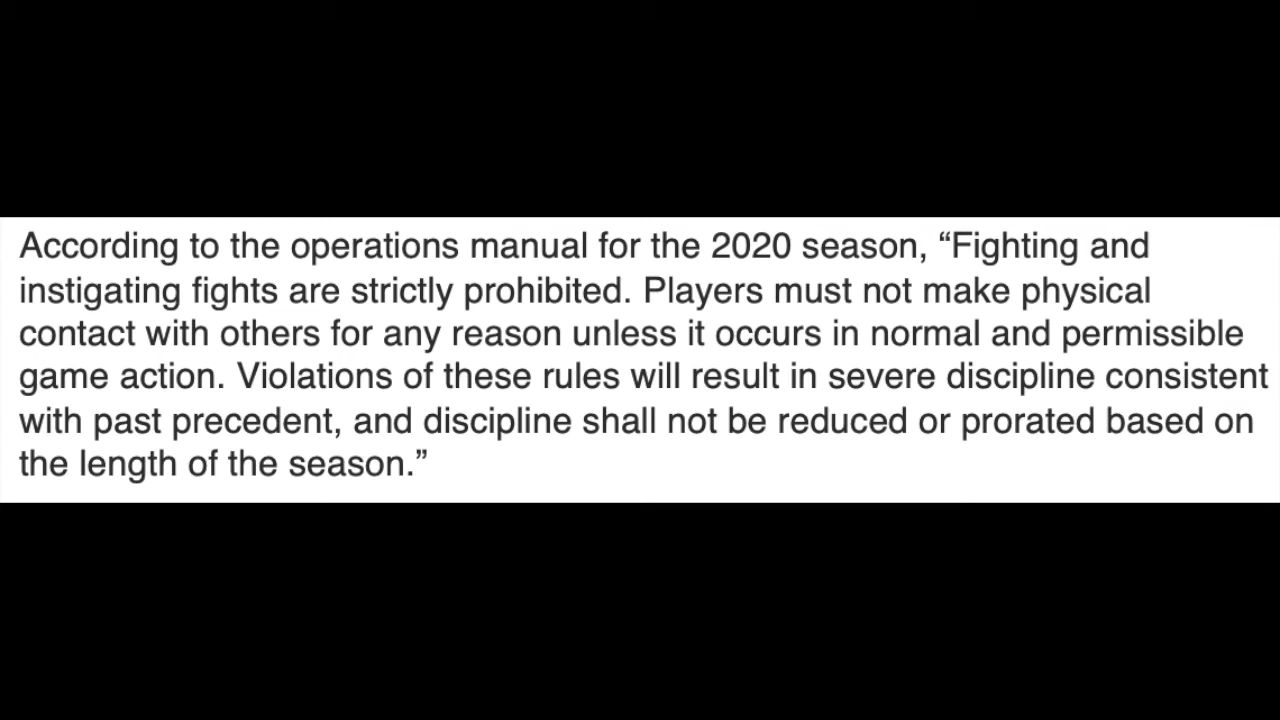 According to the operations manual for the 2020 season, “Fighting and
instigating fights are strictly prohibited. Players must not make physical
contact with others for any reason unless it occurs in normal and permissible
game action. Violations of these rules will result in severe discipline consistent
with past precedent, and discipline shall not be reduced or prorated based on
the length of the season.”